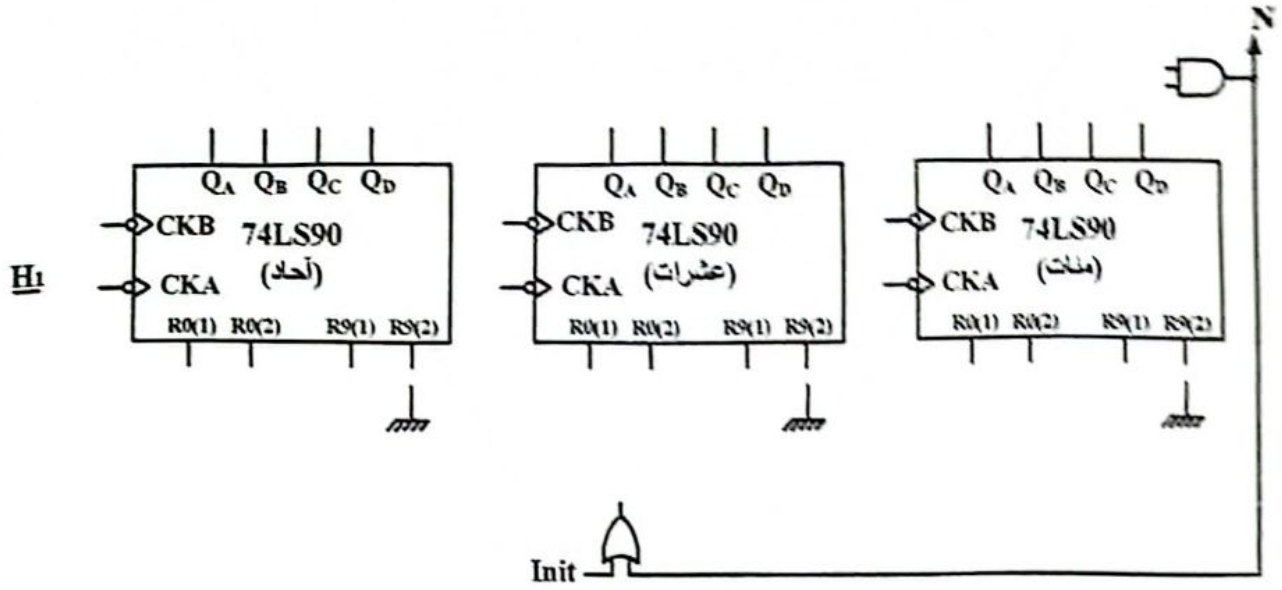 N
QA QB QC QD
CKB 74LS90
CKA (آحاد)
R0(1) R0(2) R9(1) R9(2)
QA QB QC QD
CKB 74LS90
CKA (عشرات)
R0(1) R0(2) R9(1) R9(2)
QA QB QC QD
CKB 74LS90
CKA (مئات)
R0(1) R0(2) R9(1) R9(2)
H1
Init